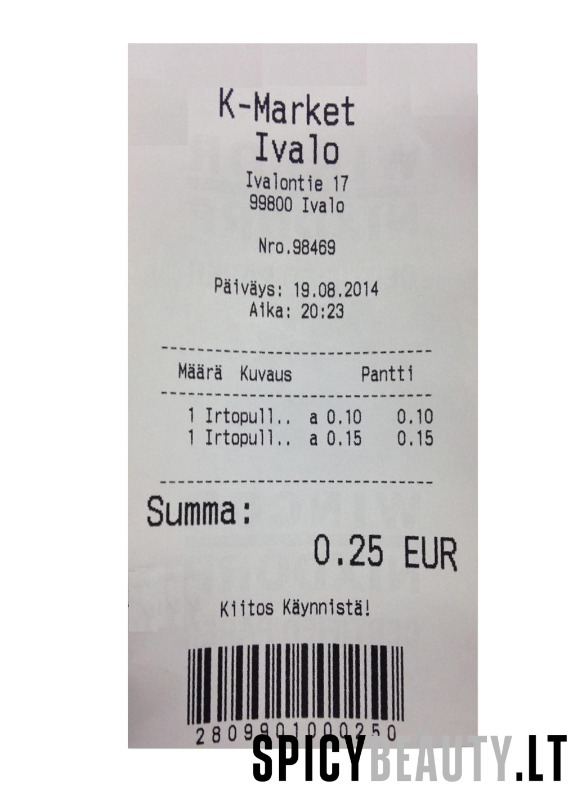 K-Market
Ivalo
Ivalontie 17
99800 Ivalo
Nro.98469
Päiväys: 19.08.2014
Aika: 20:23
Määrä Kuvaus Pantti
1 Irtopull.. a 0.10 0.10
1 Irtopull.. a 0.15 0.15
Summa:
0.25 EUR
Kiitos Käynnistä!
2809901000250
SPICYBEAUTY.LT